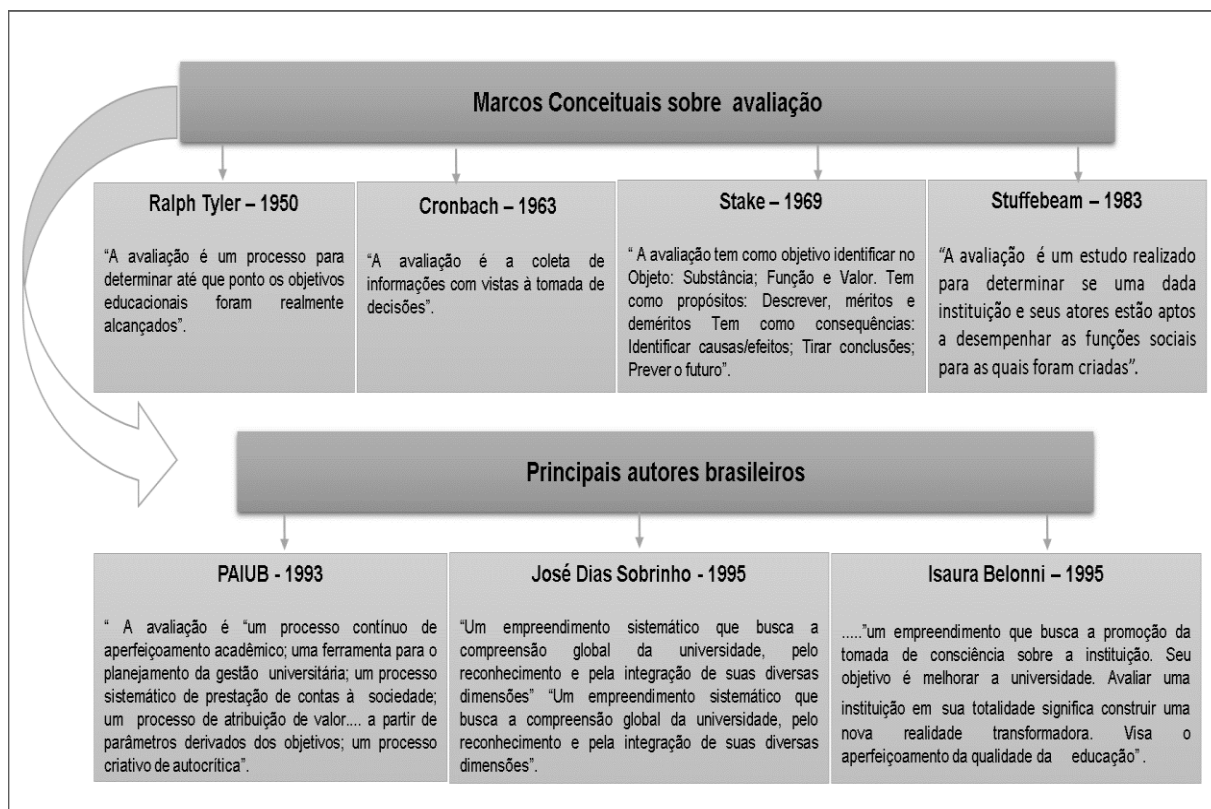 Marcos Conceituais sobre avaliação
Ralph Tyler – 1950
“A avaliação é um processo para
determinar até que ponto os objetivos
educacionais foram realmente
alcançados”.
Cronbach – 1963
“A avaliação é a coleta de
informações com vistas à tomada de
decisões”.
Stake – 1969
“ A avaliação tem como objetivo identificar no
Objeto: Substância; Função e Valor. Tem
como propósitos: Descrever, méritos e
deméritos Tem como consequências:
Identificar causas/efeitos; Tirar conclusões;
Prever o futuro”.
Stuffebeam – 1983
“A avaliação é um estudo realizado
para determinar se uma dada
instituição e seus atores estão aptos
a desempenhar as funções sociais
para as quais foram criadas”.
Principais autores brasileiros
PAIUB - 1993
“ A avaliação é “um processo contínuo de
aperfeiçoamento acadêmico; uma ferramenta para o
planejamento da gestão universitária; um processo
sistemático de prestação de contas à sociedade;
um processo de atribuição de valor.... a partir de
parâmetros derivados dos objetivos; um processo
criativo de autocrítica”.
José Dias Sobrinho - 1995
“Um empreendimento sistemático que busca a
compreensão global da universidade, pelo
reconhecimento e pela integração de suas diversas
dimensões” “Um empreendimento sistemático que
busca a compreensão global da universidade, pelo
reconhecimento e pela integração de suas diversas
dimensões”.
Isaura Belonni – 1995
.....”um empreendimento que busca a promoção da
tomada de consciência sobre a instituição. Seu
objetivo é melhorar a universidade. Avaliar uma
instituição em sua totalidade significa construir uma
nova realidade transformadora. Visa o
aperfeiçoamento da qualidade da educação” .